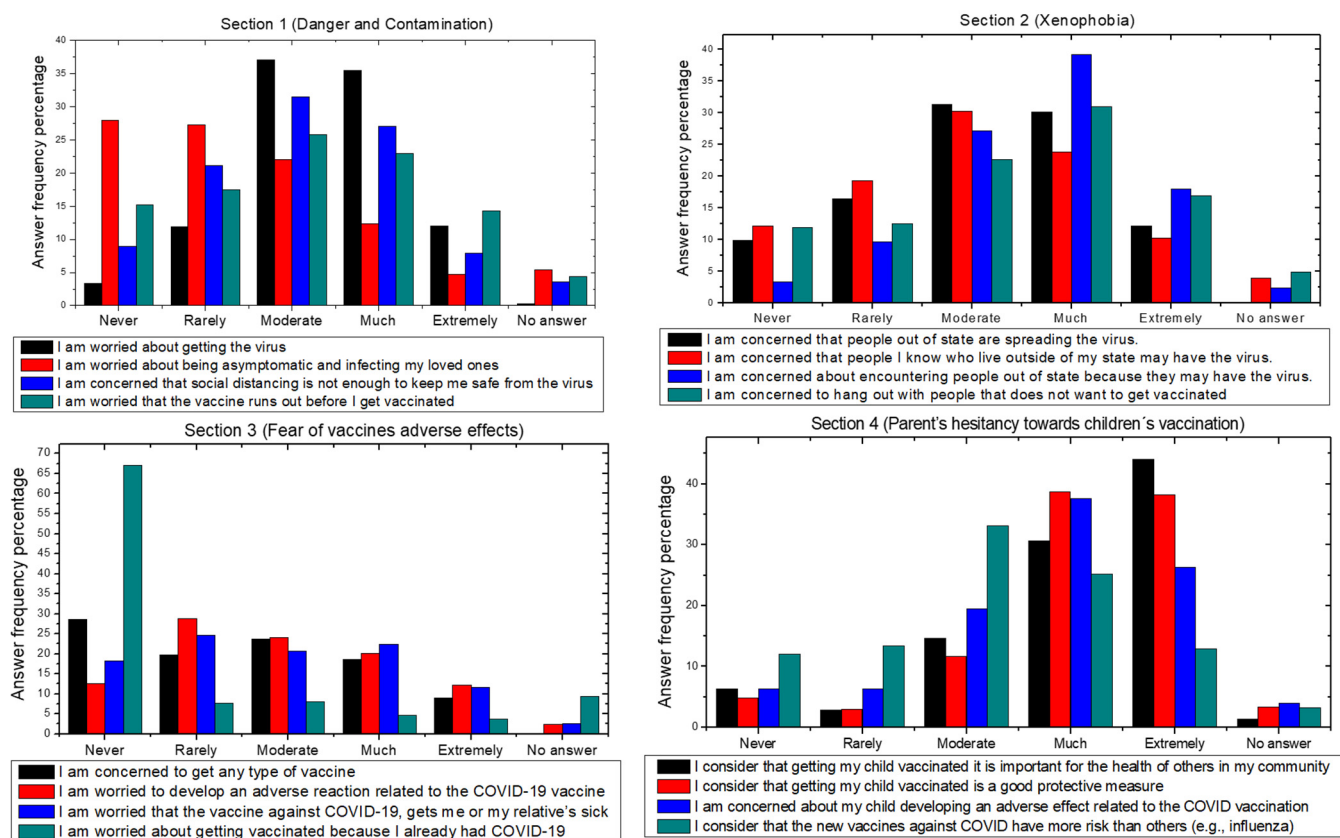 Section 1 (Danger and Contamination)
Answer frequency percentage
40
35
30
25
20
15
10
5
0
Never Rarely Moderate Much Extremely No answer
I am worried about getting the virus
I am worried about being asymptomatic and infecting my loved ones
I am concerned that social distancing is not enough to keep me safe from the virus
I am worried that the vaccine runs out before I get vaccinated
Section 2 (Xenophobia)
Answer frequency percentage
40
35
30
25
20
15
10
5
0
Never Rarely Moderate Much Extremely No answer
I am concerned that people out of state are spreading the virus.
I am concerned that people I know who live outside of my state may have the virus.
I am concerned about encountering people out of state because they may have the virus.
I am concerned to hang out with people that does not want to get vaccinated
Section 3 (Fear of vaccines adverse effects)
Answer frequency percentage
70
65
60
55
50
45
40
35
30
25
20
15
10
5
0
Never Rarely Moderate Much Extremely No answer
I am concerned to get any type of vaccine
I am worried to develop an adverse reaction related to the COVID-19 vaccine
I am worried that the vaccine against COVID-19, gets me or my relative's sick
I am worried about getting vaccinated because I already had COVID-19
Section 4 (Parent's hesitancy towards children´s vaccination)
Answer frequency percentage
40
30
20
10
0
Never Rarely Moderate Much Extremely No answer
I consider that getting my child vaccinated it is important for the health of others in my community
I consider that getting my child vaccinated is a good protective measure
I am concerned about my child developing an adverse effect related to the COVID vaccination
I consider that the new vaccines against COVID have more risk than others (e.g., influenza)